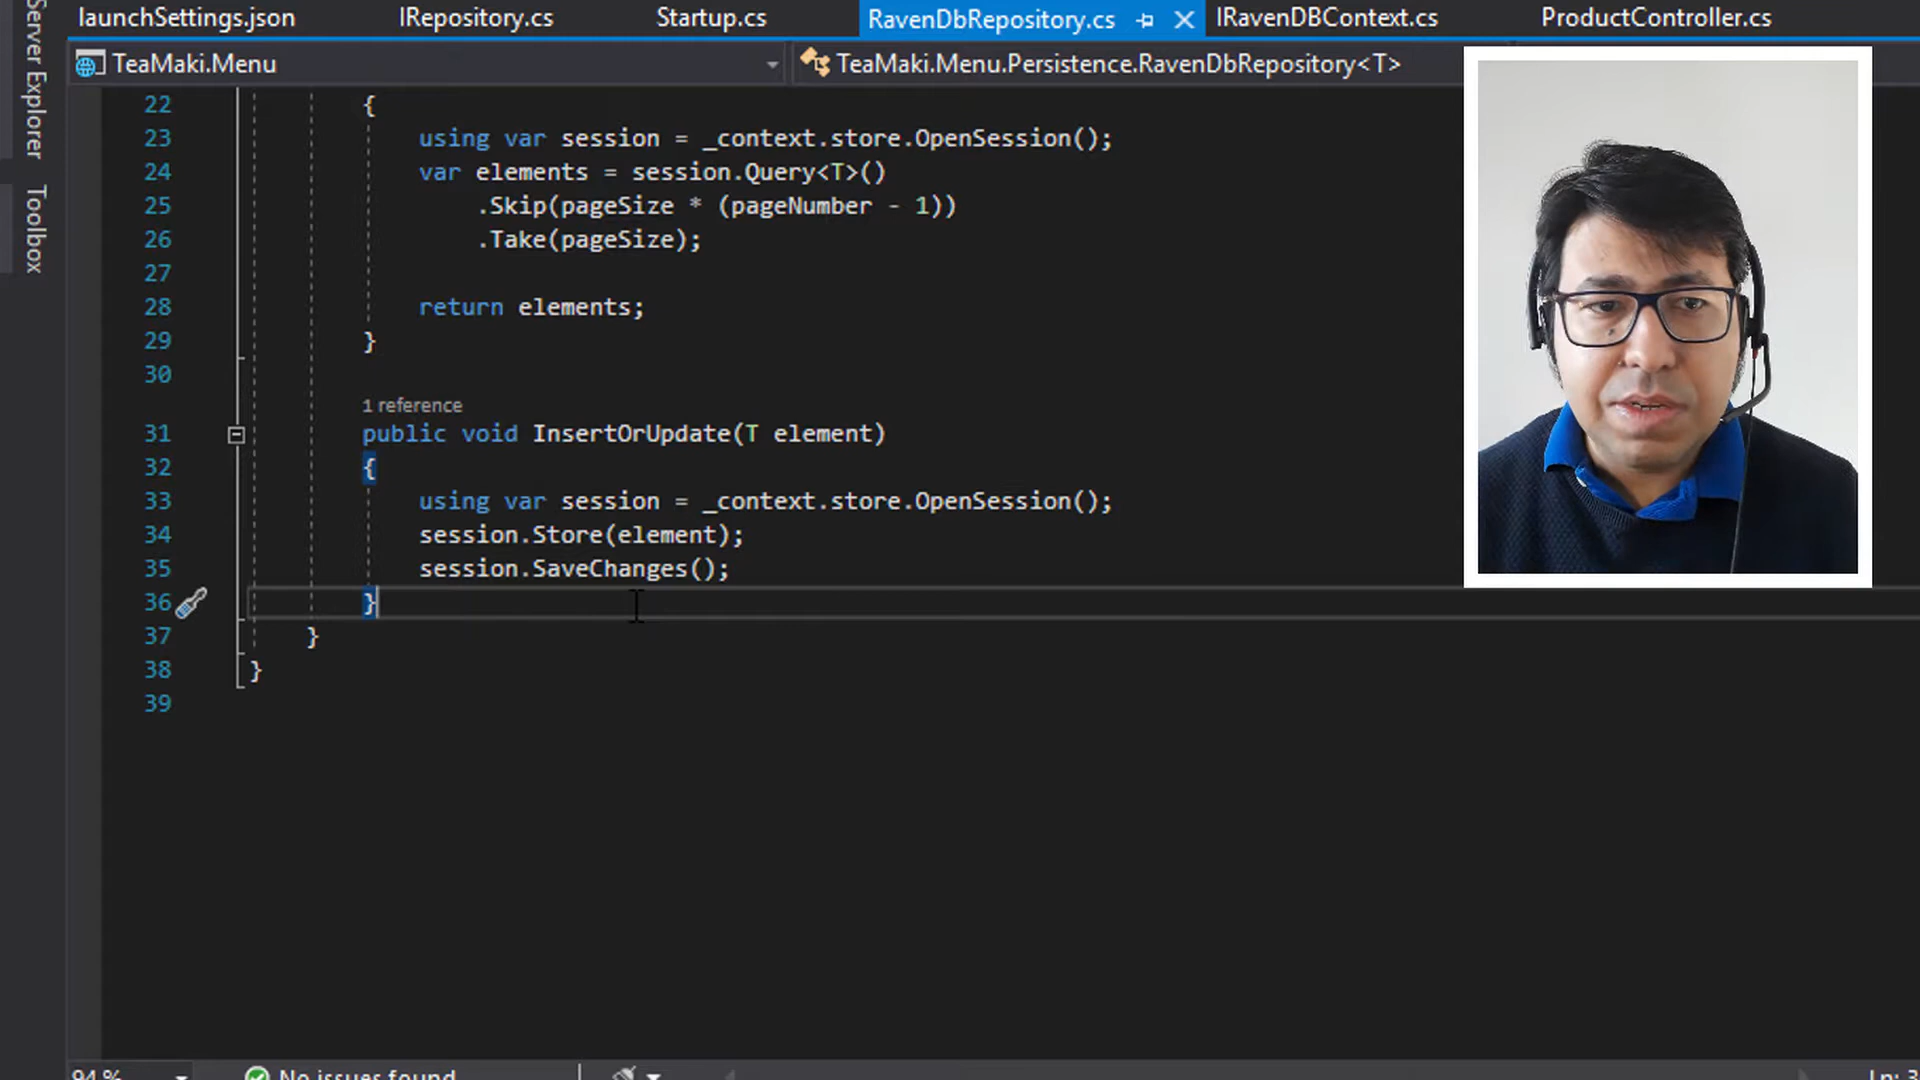 launchSettings.json IRepository.cs Startup.cs RavenDbRepository.cs IRavenDBContext.cs ProductController.cs
Server Explorer
Toolbox
TeaMaki.Menu TeaMaki.Menu.Persistence.RavenDbRepository<T>
22 {
23 using var session = _context.store.OpenSession();
24 var elements = session.Query<T>()
25 .Skip(pageSize * (pageNumber - 1))
26 .Take(pageSize);
27
28 return elements;
29 }
30
1 reference
31 public void InsertOrUpdate(T element)
32 {
33 using var session = _context.store.OpenSession();
34 session.Store(element);
35 session.SaveChanges();
36 }
37 }
38 }
39
94 % No issues found